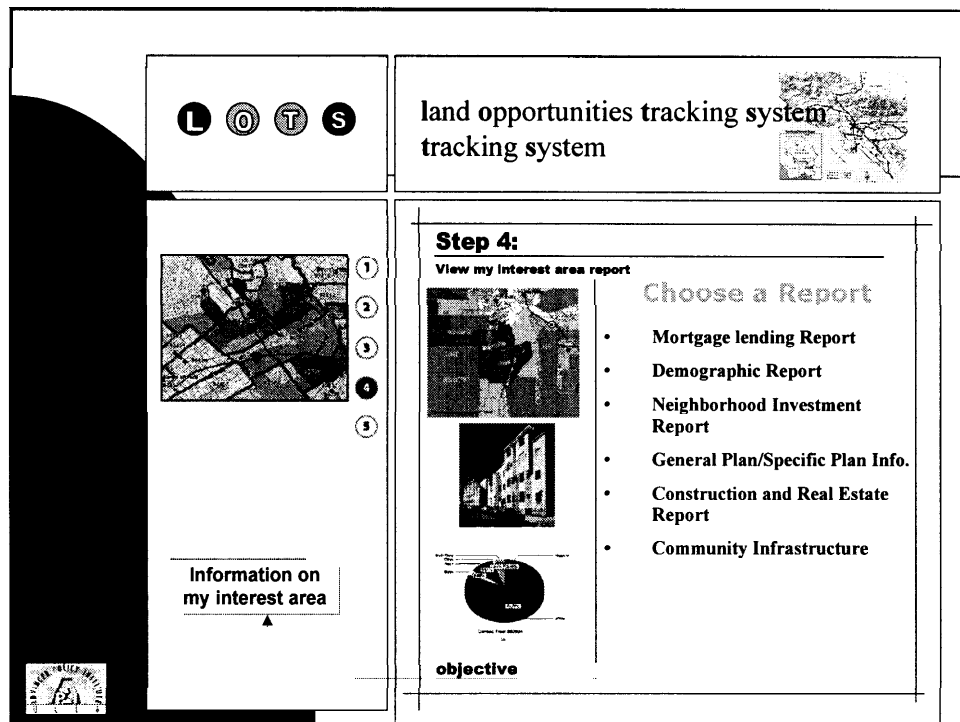 L O T S
land opportunities tracking system
tracking system
1
2
3
4
5
Information on
my interest area
Step 4:
View my interest area report
Choose a Report
• Mortgage lending Report
• Demographic Report
• Neighborhood Investment
Report
• General Plan/Specific Plan Info.
• Construction and Real Estate
Report
• Community Infrastructure
objective